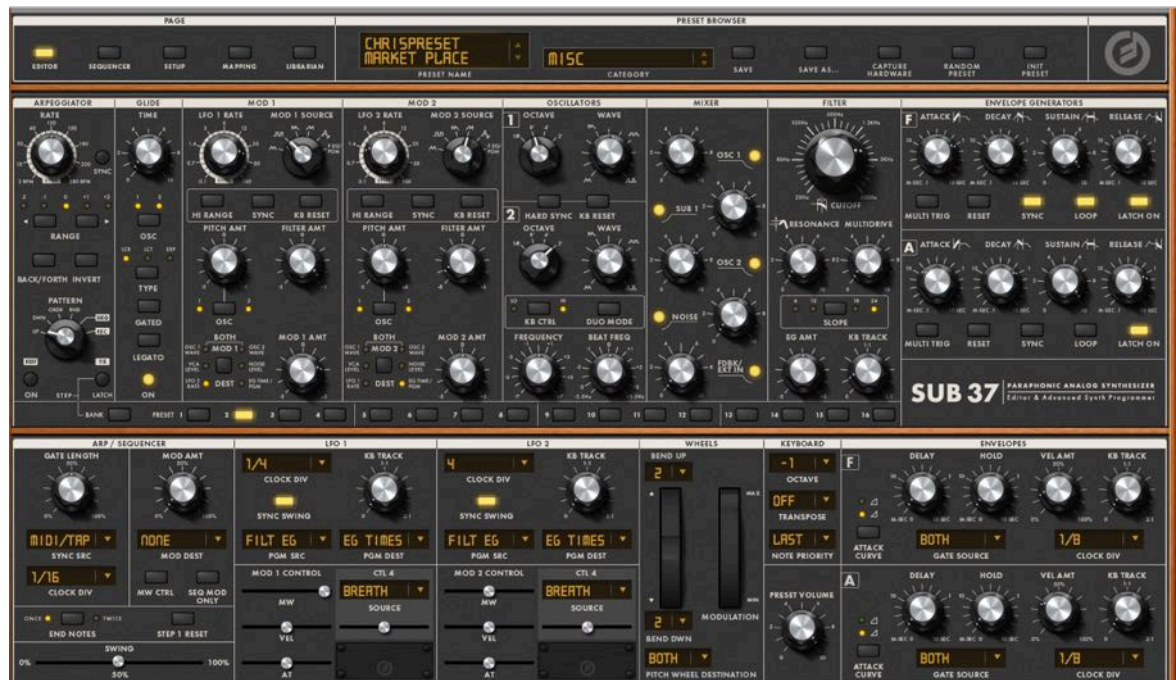 PAGE
PRESET BROWSER
EDITOR SEQUENCER SETUP MAPPING LIBRARIAN
CHRISPRESET
MARKET PLACE
PRESET NAME
MISC
CATEGORY
SAVE
SAVE AS...
CAPTURE
HARDWARE
RANDOM
PRESET
INIT
PRESET
ARPEGGIATOR
RATE
SYNC
RANGE
BACK/FORTH INVERT
PATTERN
ON
STEP
LATCH
GLIDE
TIME
OSC
LCR LCT EXP
TYPE
GATED
LEGATO
ON
MOD 1
LFO 1 RATE MOD 1 SOURCE
HI RANGE SYNC KB RESET
PITCH AMT FILTER AMT
OSC
BOTH
MOD 1
DEST
MOD 1 AMT
MOD 2
LFO 2 RATE MOD 2 SOURCE
HI RANGE SYNC KB RESET
PITCH AMT FILTER AMT
OSC
BOTH
MOD 2
DEST
MOD 2 AMT
OSCILLATORS
1
OCTAVE WAVE
HARD SYNC KB RESET
2
OCTAVE WAVE
LO HI
KB CTRL DUO MODE
FREQUENCY BEAT FREQ
MIXER
OSC 1
SUB 1
OSC 2
NOISE
FDBK/
EXT IN
FILTER
CUTOFF
RESONANCE MULTIDRIVE
6 12 18 24
SLOPE
EG AMT KB TRACK
ENVELOPE GENERATORS
F
ATTACK DECAY SUSTAIN RELEASE
MULTI TRIG RESET SYNC LOOP LATCH ON
A
ATTACK DECAY SUSTAIN RELEASE
MULTI TRIG RESET SYNC LOOP LATCH ON
SUB 37
PARAPHONIC ANALOG SYNTHESIZER
Editor & Advanced Synth Programmer
BANK PRESET 1 2 3 4 5 6 7 8 9 10 11 12 13 14 15 16
ARP / SEQUENCER
GATE LENGTH MOD AMT
MIDI/TAP
SYNC SRC
NONE
MOD DEST
1/16
CLOCK DIV
MW CTRL
SEQ MOD
ONLY
ONCE TWICE
END NOTES STEP 1 RESET
SWING
0% 100%
50%
LFO 1
1/4
CLOCK DIV
KB TRACK
SYNC SWING
FILT EG
PGM SRC
EG TIMES
PGM DEST
MOD 1 CONTROL
MW
VEL
AT
CTL 4
BREATH
SOURCE
LFO 2
4
CLOCK DIV
KB TRACK
SYNC SWING
FILT EG
PGM SRC
EG TIMES
PGM DEST
MOD 2 CONTROL
MW
VEL
AT
CTL 4
BREATH
SOURCE
WHEELS
BEND UP
2
MAX
MIN
MODULATION
2
BEND DWN
BOTH
PITCH WHEEL DESTINATION
KEYBOARD
-1
OCTAVE
OFF
TRANSPOSE
LAST
NOTE PRIORITY
PRESET VOLUME
ENVELOPES
F
DELAY HOLD VEL AMT KB TRACK
ATTACK
CURVE
BOTH
GATE SOURCE
1/8
CLOCK DIV
A
DELAY HOLD VEL AMT KB TRACK
ATTACK
CURVE
BOTH
GATE SOURCE
1/8
CLOCK DIV